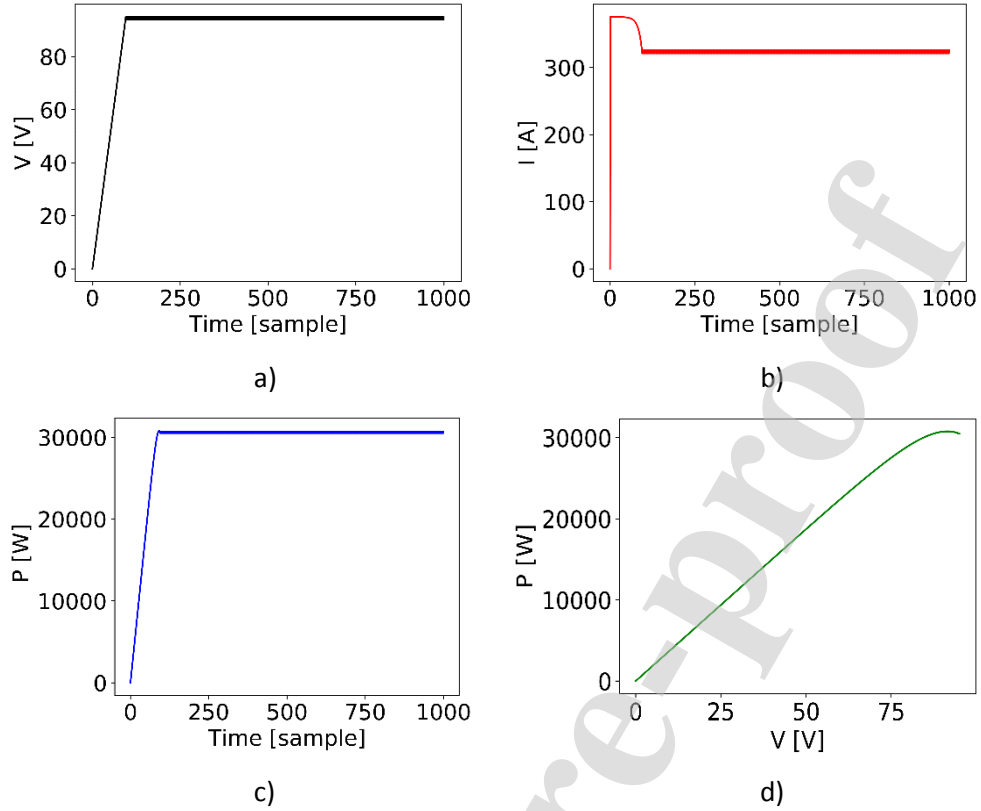 80
60
40
20
0
V [V]
0 250 500 750 1000
Time [sample]
a)
300
200
100
0
I [A]
0 250 500 750 1000
Time [sample]
b)
30000
20000
10000
0
P [W]
0 250 500 750 1000
Time [sample]
c)
30000
20000
10000
0
P [W]
0 25 50 75
V [V]
d)
re-proof